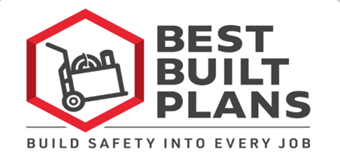 BEST
BUILT
PLANS
BUILD SAFETY INTO EVERY JOB